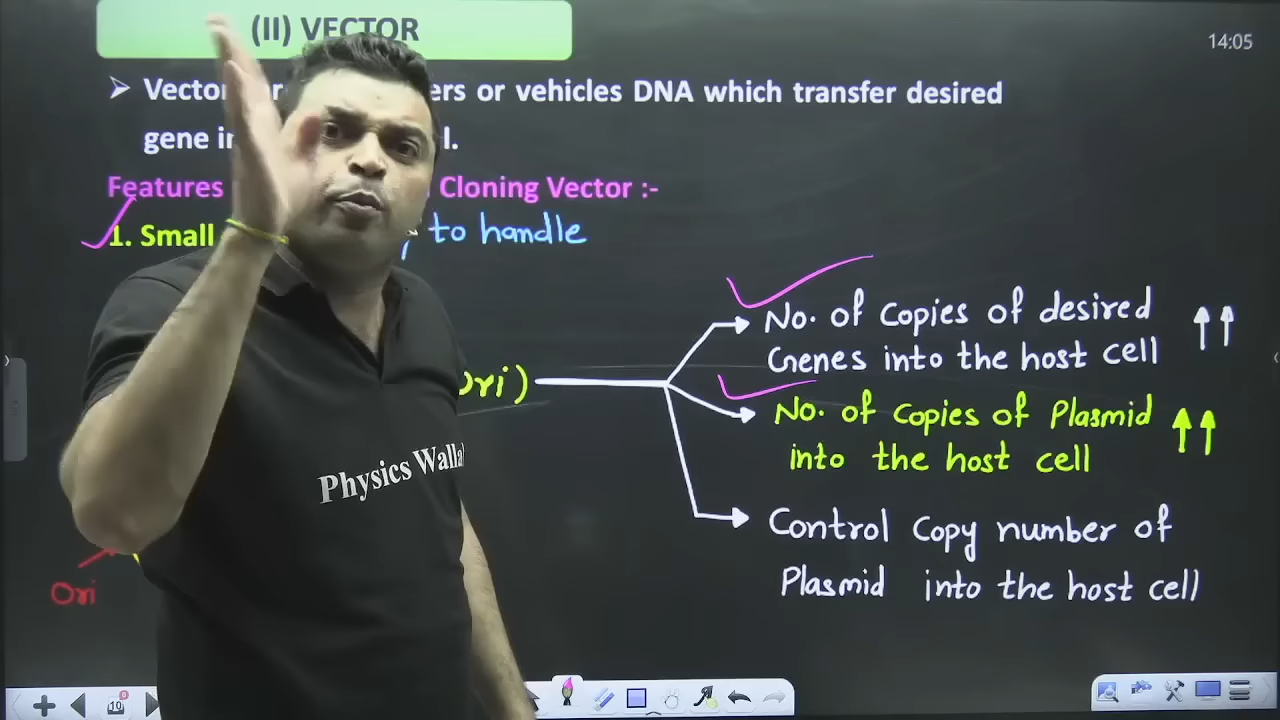 (II) VECTOR
14:05
➤ Vector ers or vehicles DNA which transfer desired
gene l.
Features Cloning Vector :-
1. Small to handle
No. of Copies of desired ↑↑
Genes into the host cell
ori)
No. of Copies of Plasmid ↑↑
into the host cell
Control Copy number of
Plasmid into the host cell
Physics Walla
Ori
10